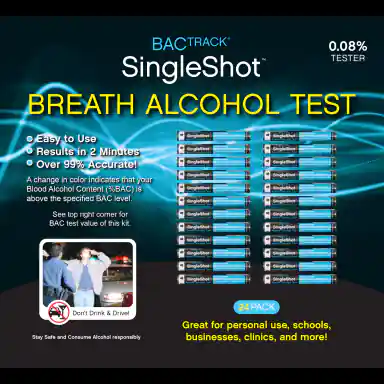 BACTRACK®
SingleShot™
0.08%
TESTER
BREATH ALCOHOL TEST
Easy to Use
Results in 2 Minutes
Over 99% Accurate!
A change in color indicates that your
Blood Alcohol Content (%BAC) is
above the specified BAC level.
See top right corner for
BAC test value of this kit.
Don't Drink & Drive!
Stay Safe and Consume Alcohol responsibly
SingleShot SingleShot
SingleShot SingleShot
SingleShot SingleShot
SingleShot SingleShot
SingleShot SingleShot
SingleShot SingleShot
SingleShot SingleShot
SingleShot SingleShot
SingleShot SingleShot
SingleShot SingleShot
SingleShot SingleShot
SingleShot SingleShot
24 PACK
Great for personal use, schools,
businesses, clinics, and more!